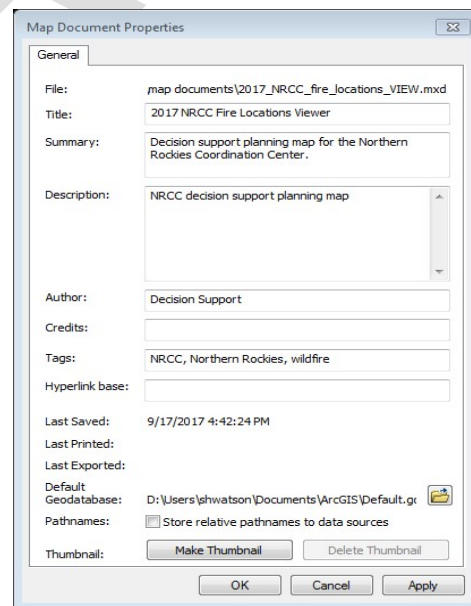 Map Document Properties
General
File: map documents\2017_NRCC_fire_locations_VIEW.mxd
Title: 2017 NRCC Fire Locations Viewer
Summary: Decision support planning map for the Northern
Rockies Coordination Center.
Description: NRCC decision support planning map
Author: Decision Support
Credits:
Tags: NRCC, Northern Rockies, wildfire
Hyperlink base:
Last Saved: 9/17/2017 4:42:24 PM
Last Printed:
Last Exported:
Default
Geodatabase: D:\Users\shwatson\Documents\ArcGIS\Default.gc
Pathnames: Store relative pathnames to data sources
Thumbnail: Make Thumbnail Delete Thumbnail
OK Cancel Apply